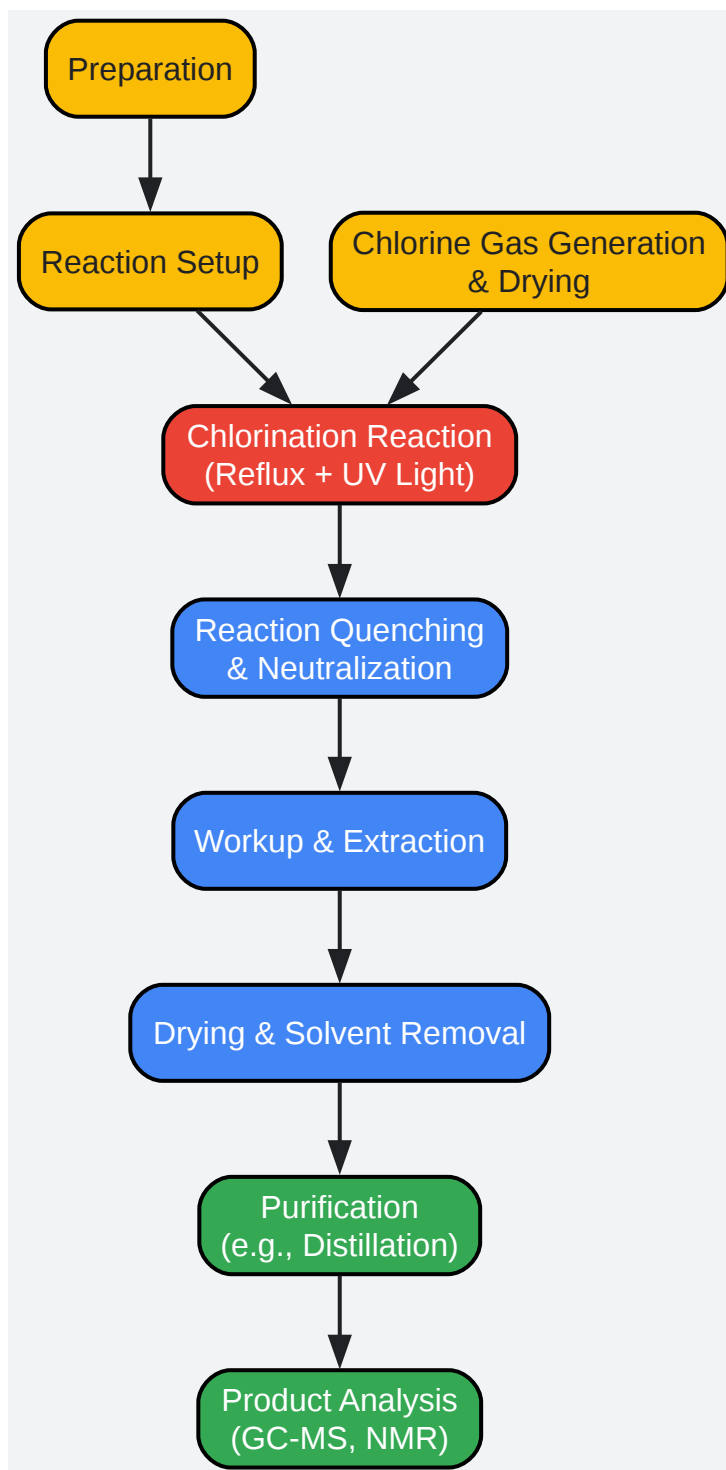 Preparation
Reaction Setup
Chlorine Gas Generation
& Drying
Chlorination Reaction
(Reflux + UV Light)
Reaction Quenching
& Neutralization
Workup & Extraction
Drying & Solvent Removal
Purification
(e.g., Distillation)
Product Analysis
(GC-MS, NMR)